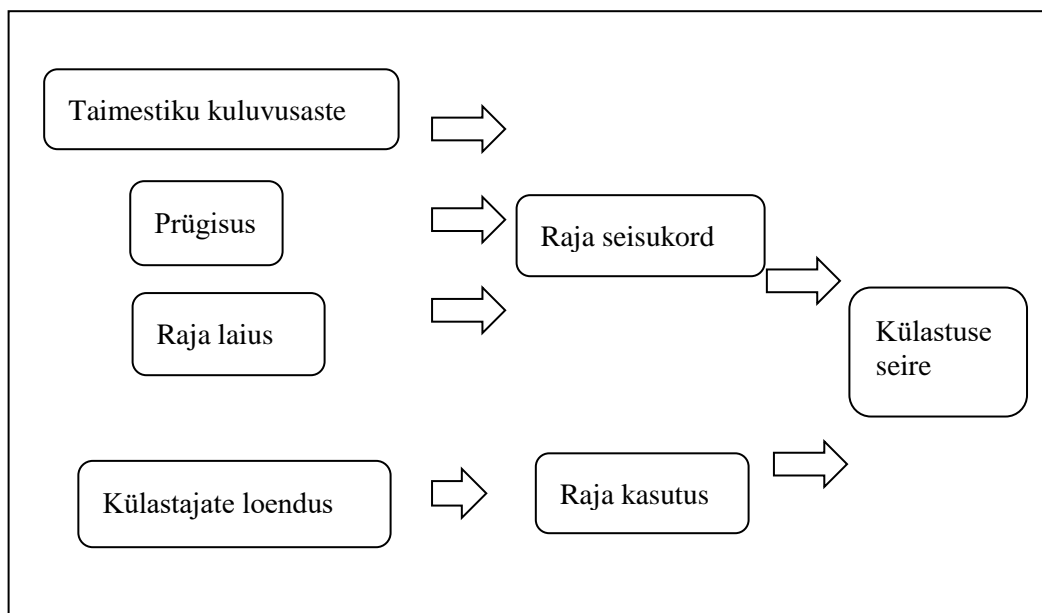 Taimestiku kuluvusaste
Prügisus
Raja seisukord
Raja laius
Külastuse
seire
Külastajate loendus
Raja kasutus